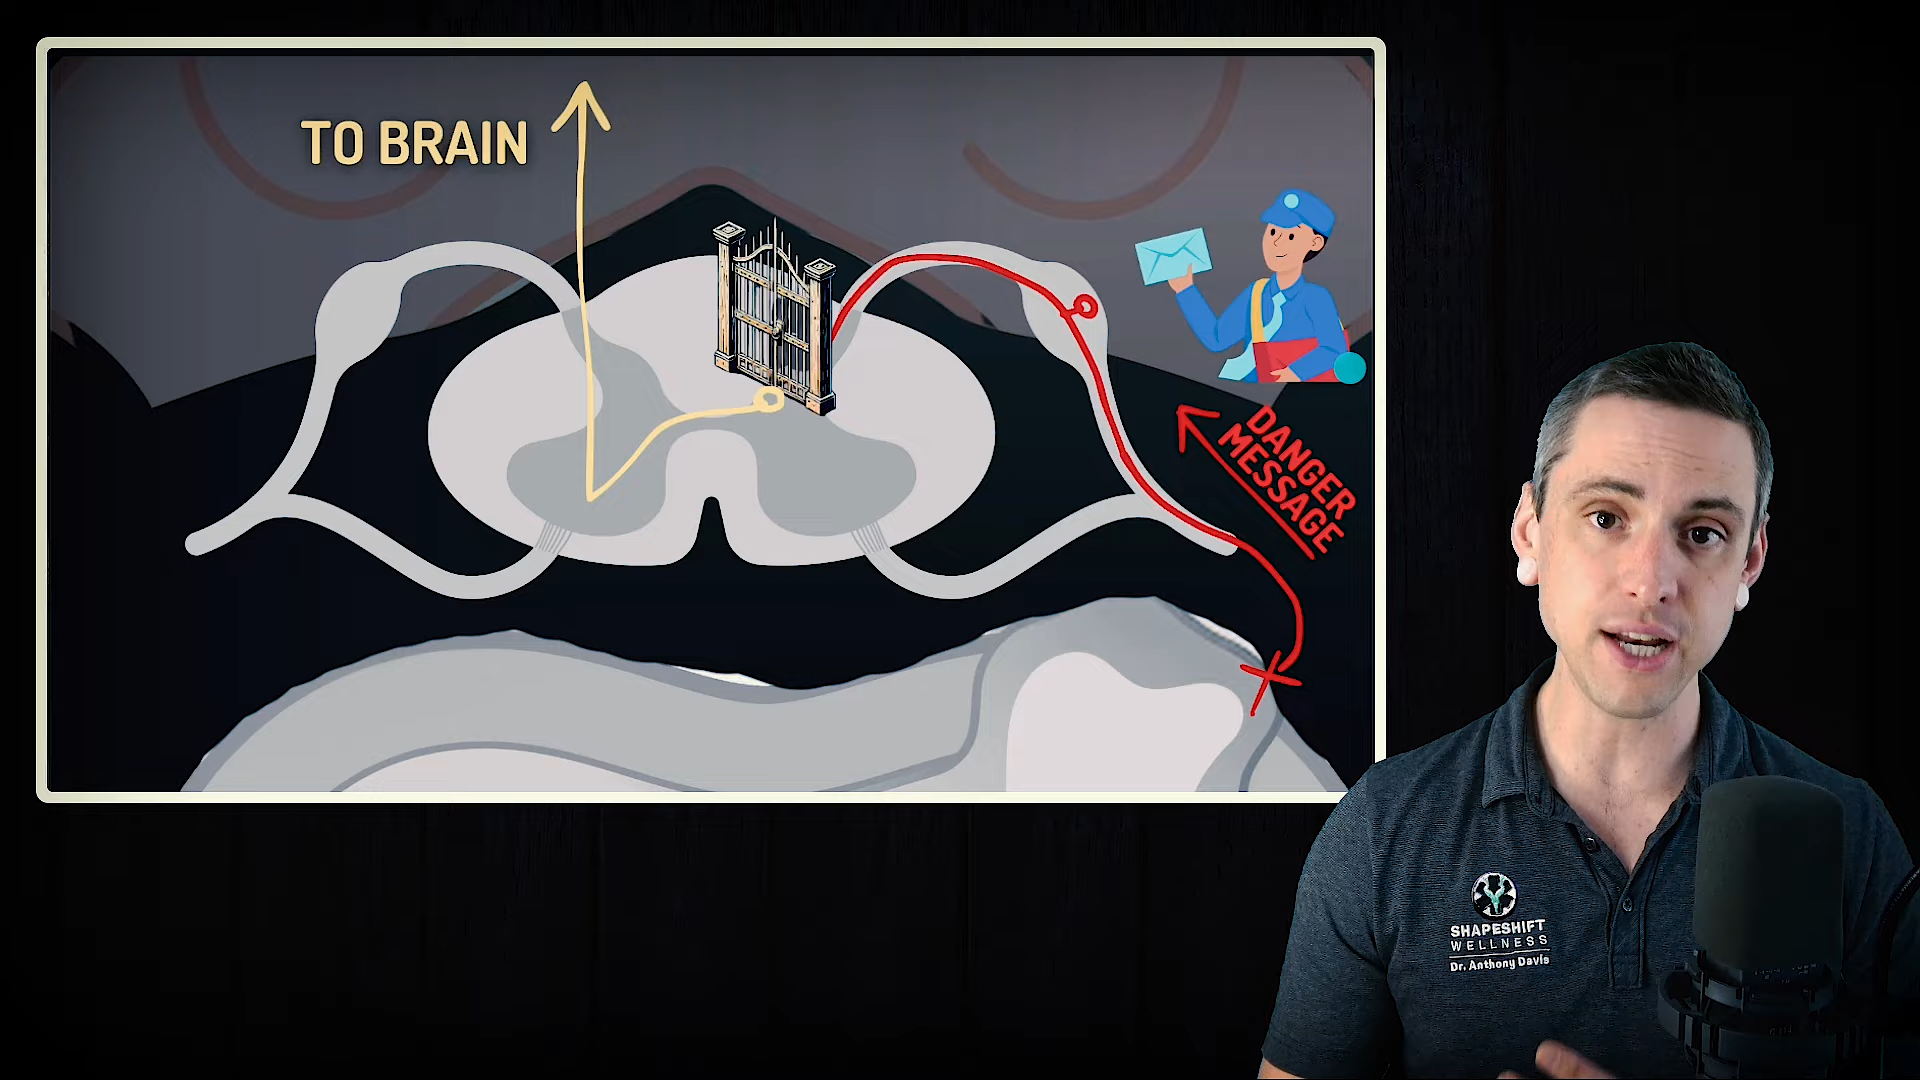 TO BRAIN
DANGER
MESSAGE
SHAPESHIFT
WELLNESS
Dr. Anthony Davis